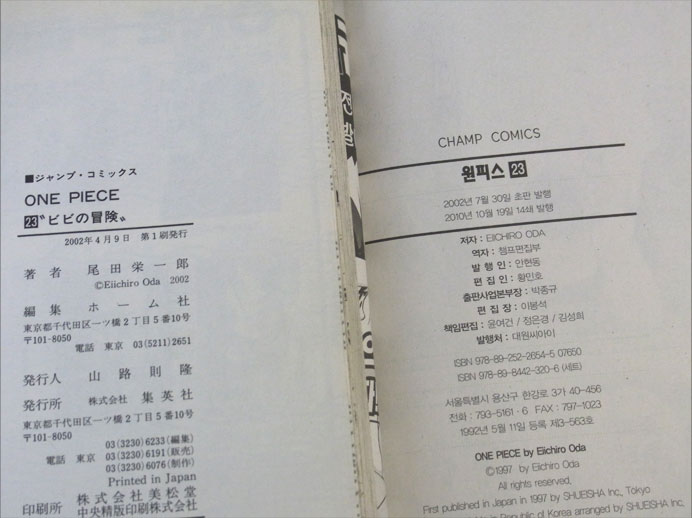 ■ジャンプ・コミックス
ONE PIECE
23〝ビビの冒険〟
2002年4月9日 第1刷発行
著者 尾田栄一郎
©Eiichiro Oda 2002
編集 ホーム社
東京都千代田区一ツ橋2丁目5番10号
〒101-8050
電話 東京 03(5211)2651
発行人 山路則隆
発行所 株式会社 集英社
東京都千代田区一ツ橋2丁目5番10号
〒101-8050
03(3230)6233(編集)
電話 東京 03(3230)6191(販売)
03(3230)6076(制作)
Printed in Japan
印刷所 株式会社美松堂
中央精版印刷株式会社
전발
CHAMP COMICS
원피스 23
2002년 7월 30일 초판 발행
2010년 10월 19일 14쇄 발행
저자 : EIICHIRO ODA
역자 : 챔프편집부
발행인 : 안현동
편집인 : 황민호
출판사업본부장 : 박종규
편집장 : 이봉석
책임편집 : 윤여건 / 정은경 / 김성희
발행처 : 대원씨아이
ISBN 978-89-252-2654-5 07650
ISBN 978-89-8442-320-6 (세트)
서울특별시 용산구 한강로 3가 40-456
전화 : 793-5161·6 FAX : 797-1023
1992년 5월 11일 등록 제3-563호
ONE PIECE by Eiichiro Oda
©1997 by Eiichiro Oda
All rights reserved.
First published in Japan in 1997 by SHUEISHA Inc., Tokyo
in Republic of Korea arranged by SHUEISHA Inc.